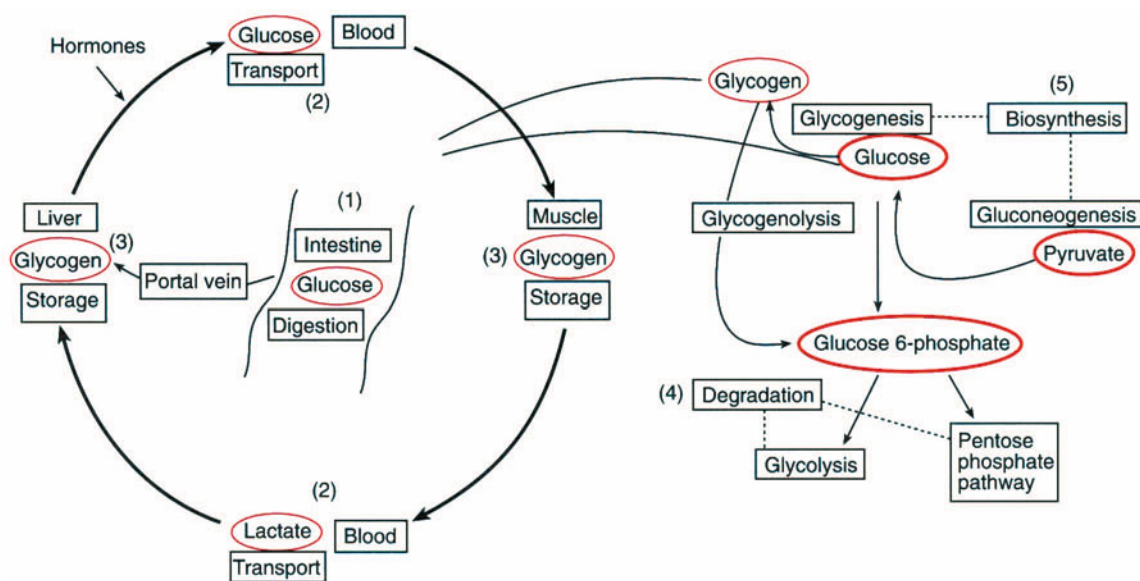 Hormones
Glucose
Blood
Transport
(2)
Glycogen
(5)
Glycogenesis
Biosynthesis
Glucose
(1)
Liver
Muscle
Glycogenolysis
Gluconeogenesis
Intestine
Glycogen
(3)
(3)
Glycogen
Pyruvate
Portal vein
Glucose
Storage
Storage
Digestion
Glucose 6-phosphate
(4)
Degradation
Pentose
phosphate
pathway
Glycolysis
(2)
Lactate
Blood
Transport